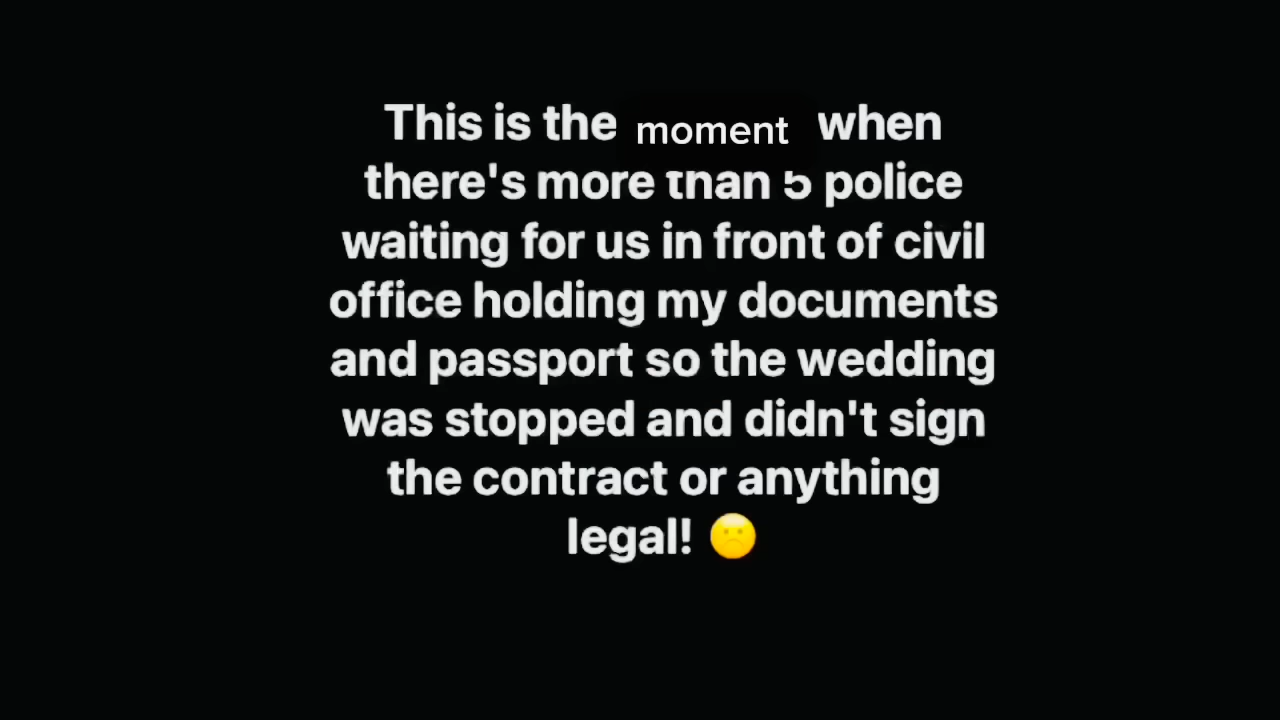 This is the moment when
there's more than 5 police
waiting for us in front of civil
office holding my documents
and passport so the wedding
was stopped and didn't sign
the contract or anything
legal! 🙁